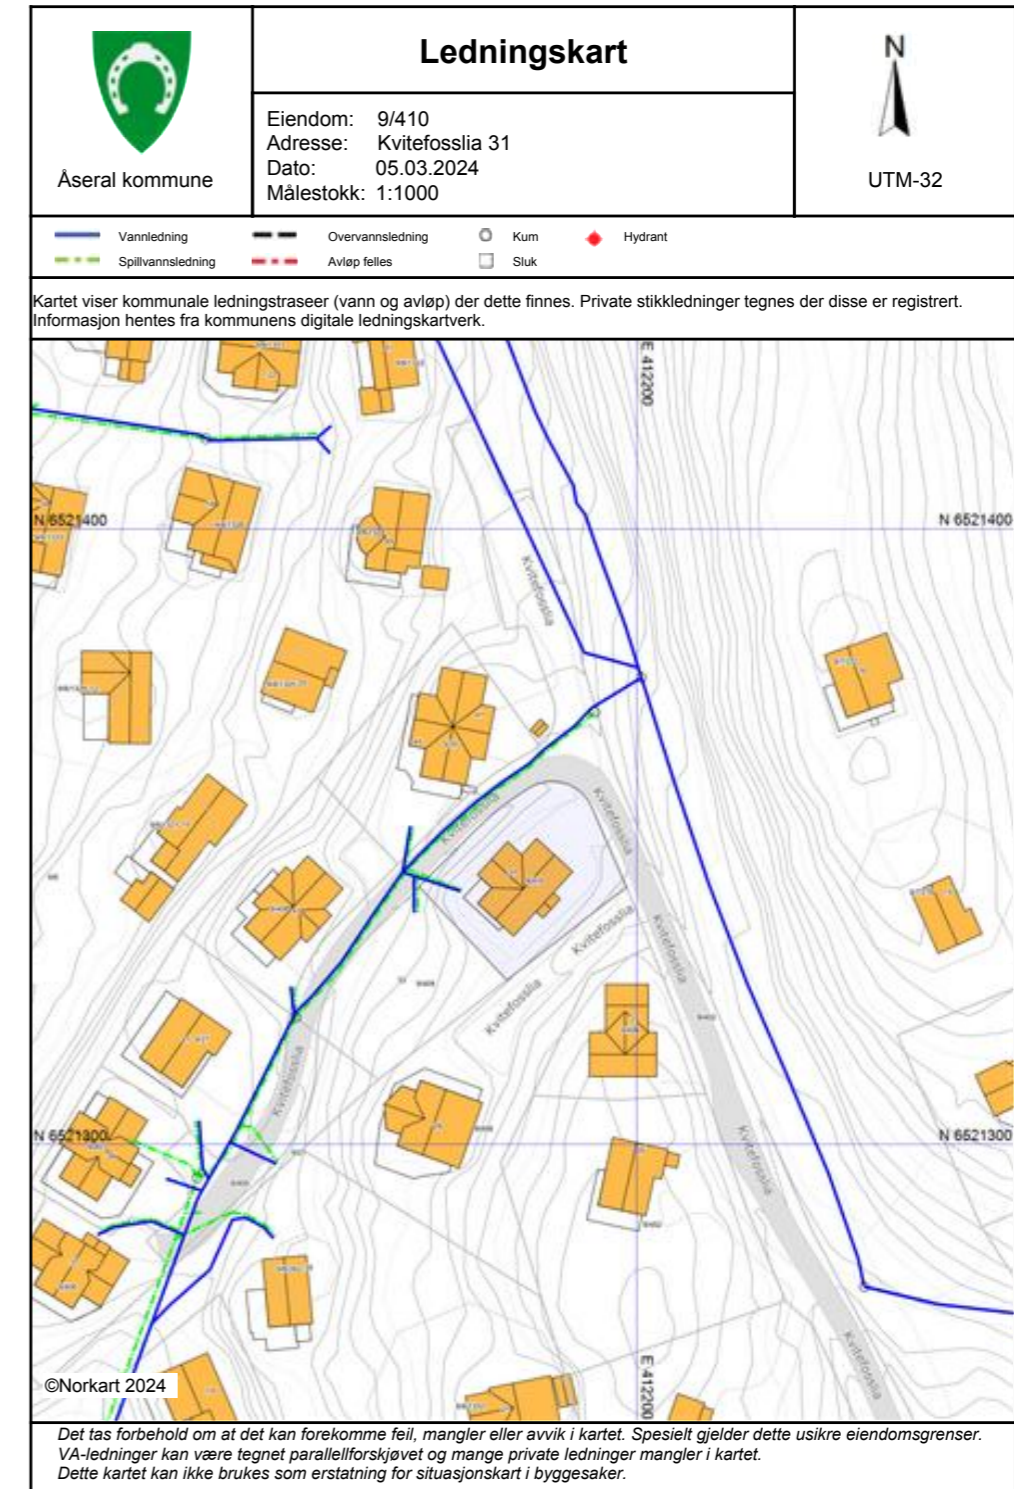 Åseral kommune
Ledningskart
Eiendom: 9/410
Adresse: Kvitefosslia 31
Dato: 05.03.2024
Målestokk: 1:1000
N
UTM-32
Vannledning
Overvannsledning
Kum
Hydrant
Spillvannsledning
Avløp felles
Sluk
Kartet viser kommunale ledningstraseer (vann og avløp) der dette finnes. Private stikkledninger tegnes der disse er registrert.
Informasjon hentes fra kommunens digitale ledningskartverk.
E 412200
N 6521400
N 6521400
Kvitefosslia
Kvitefosslia
Kvitefosslia
Kvitefosslia
Kvitefosslia
Kvitefosslia
Kvitefosslia
N 6521300
N 6521300
Kvitefosslia
Kvitefosslia
E 412200
©Norkart 2024
Det tas forbehold om at det kan forekomme feil, mangler eller avvik i kartet. Spesielt gjelder dette usikre eiendomsgrenser.
VA-ledninger kan være tegnet parallellforskjøvet og mange private ledninger mangler i kartet.
Dette kartet kan ikke brukes som erstatning for situasjonskart i byggesaker.